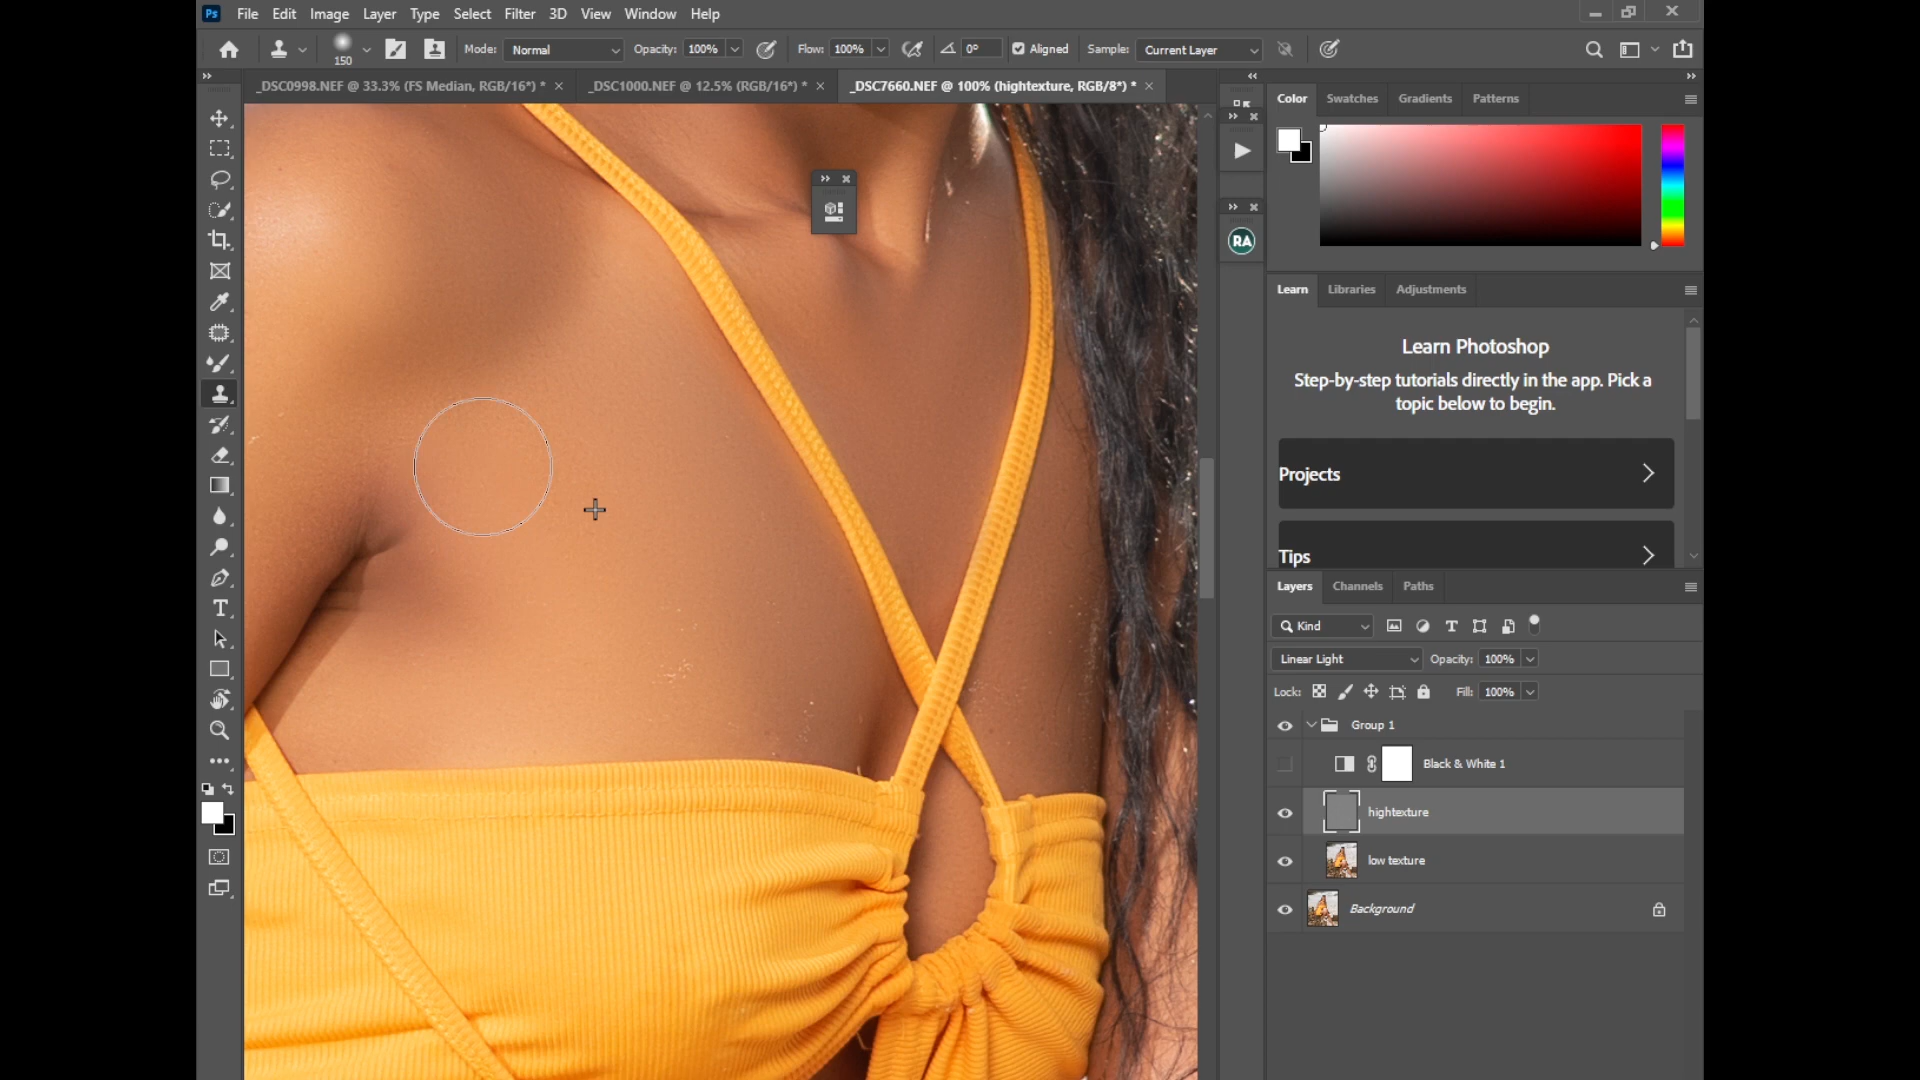 Ps File Edit Image Layer Type Select Filter 3D View Window Help
150 Mode: Normal Opacity: 100% Flow: 100% 0° Aligned Sample: Current Layer
_DSC0998.NEF @ 33.3% (FS Median, RGB/16*) * × _DSC1000.NEF @ 12.5% (RGB/16*) * × _DSC7660.NEF @ 100% (hightexture, RGB/8*) * ×
Color Swatches Gradients Patterns
RA
Learn Libraries Adjustments
Learn Photoshop
Step-by-step tutorials directly in the app. Pick a
topic below to begin.
Projects
Tips
Layers Channels Paths
Kind
Linear Light Opacity: 100%
Lock: Fill: 100%
Group 1
Black & White 1
hightexture
low texture
Background